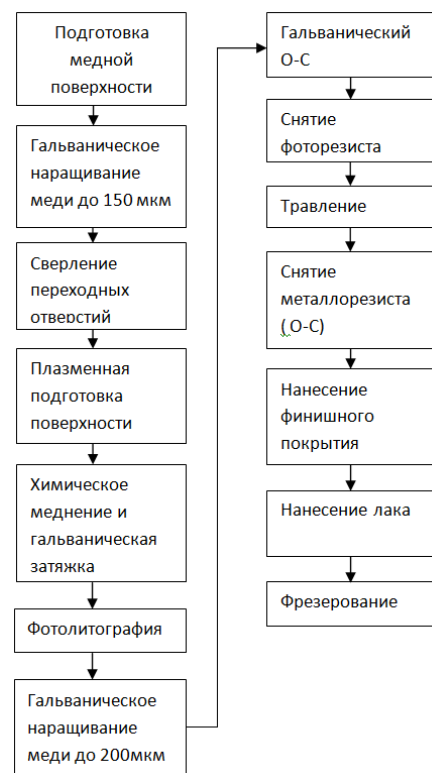 Подготовка
медной
поверхности
Гальваническое
наращивание
меди до 150 мкм
Сверление
переходных
отверстий
Плазменная
подготовка
поверхности
Химическое
меднение и
гальваническая
затяжка
Фотолитография
Гальваническое
наращивание
меди до 200мкм
Гальванический
О-С
Снятие
фоторезиста
Травление
Снятие
металлорезиста
( О-С)
Нанесение
финишного
покрытия
Нанесение лака
Фрезерование